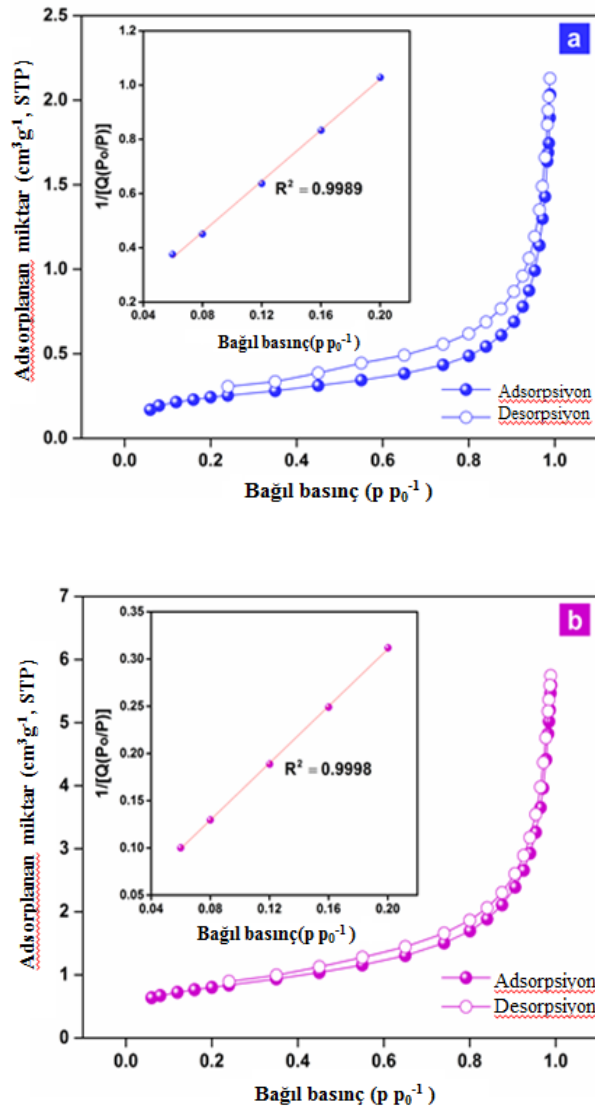 a
2.5
2.0
1.5
1.0
0.5
0.0
Adsorplanan miktar (cm³g⁻¹, STP)
0.0 0.2 0.4 0.6 0.8 1.0
Bağıl basınç (p p₀⁻¹ )
1.0
0.8
0.6
0.4
0.2
1/[Q(Po/P)]
R² = 0.9989
0.04 0.08 0.12 0.16 0.20
Bağıl basınç(p p₀⁻¹)
Adsorpsiyon
Desorpsiyon
b
7
6
5
4
3
2
1
0
Adsorplanan miktar (cm³g⁻¹, STP)
0.0 0.2 0.4 0.6 0.8 1.0
Bağıl basınç (p p₀⁻¹ )
0.35
0.30
0.25
0.20
0.15
0.10
0.05
1/[Q(Po/P)]
R² = 0.9998
0.04 0.08 0.12 0.16 0.20
Bağıl basınç(p p₀⁻¹)
Adsorpsiyon
Desorpsiyon